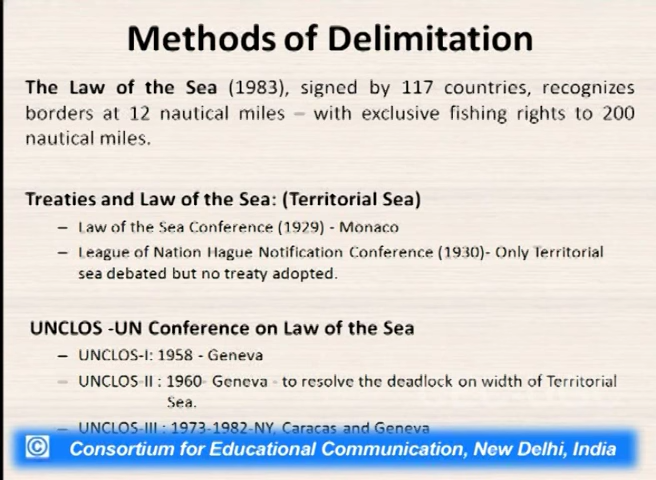 Methods of Delimitation
The Law of the Sea (1983), signed by 117 countries, recognizes
borders at 12 nautical miles – with exclusive fishing rights to 200
nautical miles.
Treaties and Law of the Sea: (Territorial Sea)
– Law of the Sea Conference (1929) - Monaco
– League of Nation Hague Notification Conference (1930)- Only Territorial
sea debated but no treaty adopted.
UNCLOS -UN Conference on Law of the Sea
– UNCLOS-I: 1958 - Geneva
– UNCLOS-II : 1960- Geneva - to resolve the deadlock on width of Territorial
Sea.
– UNCLOS-III : 1973-1982-NY, Caracas and Geneva
© Consortium for Educational Communication, New Delhi, India